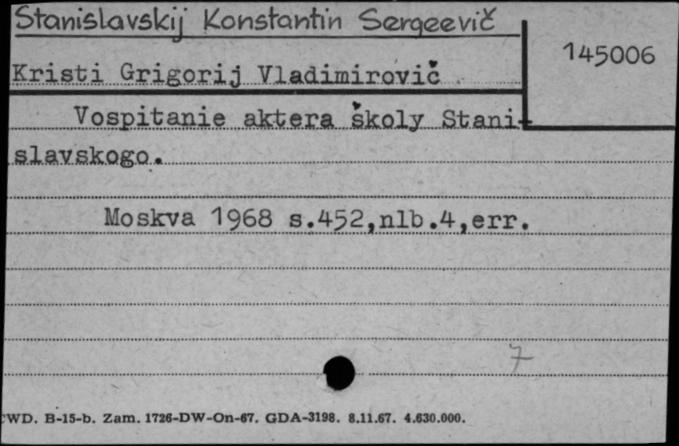 Stanislavskij Konstantin Sergeevič
145006
Kristi Grigorij Vladimirovič
Vospitanie aktera školy Stani-
slavskogo.
Moskva 1968 s.452,nlb.4,err.
7
CWD. B-15-b. Zam. 1726-DW-On-67. GDA-3198. 8.11.67. 4.630.000.